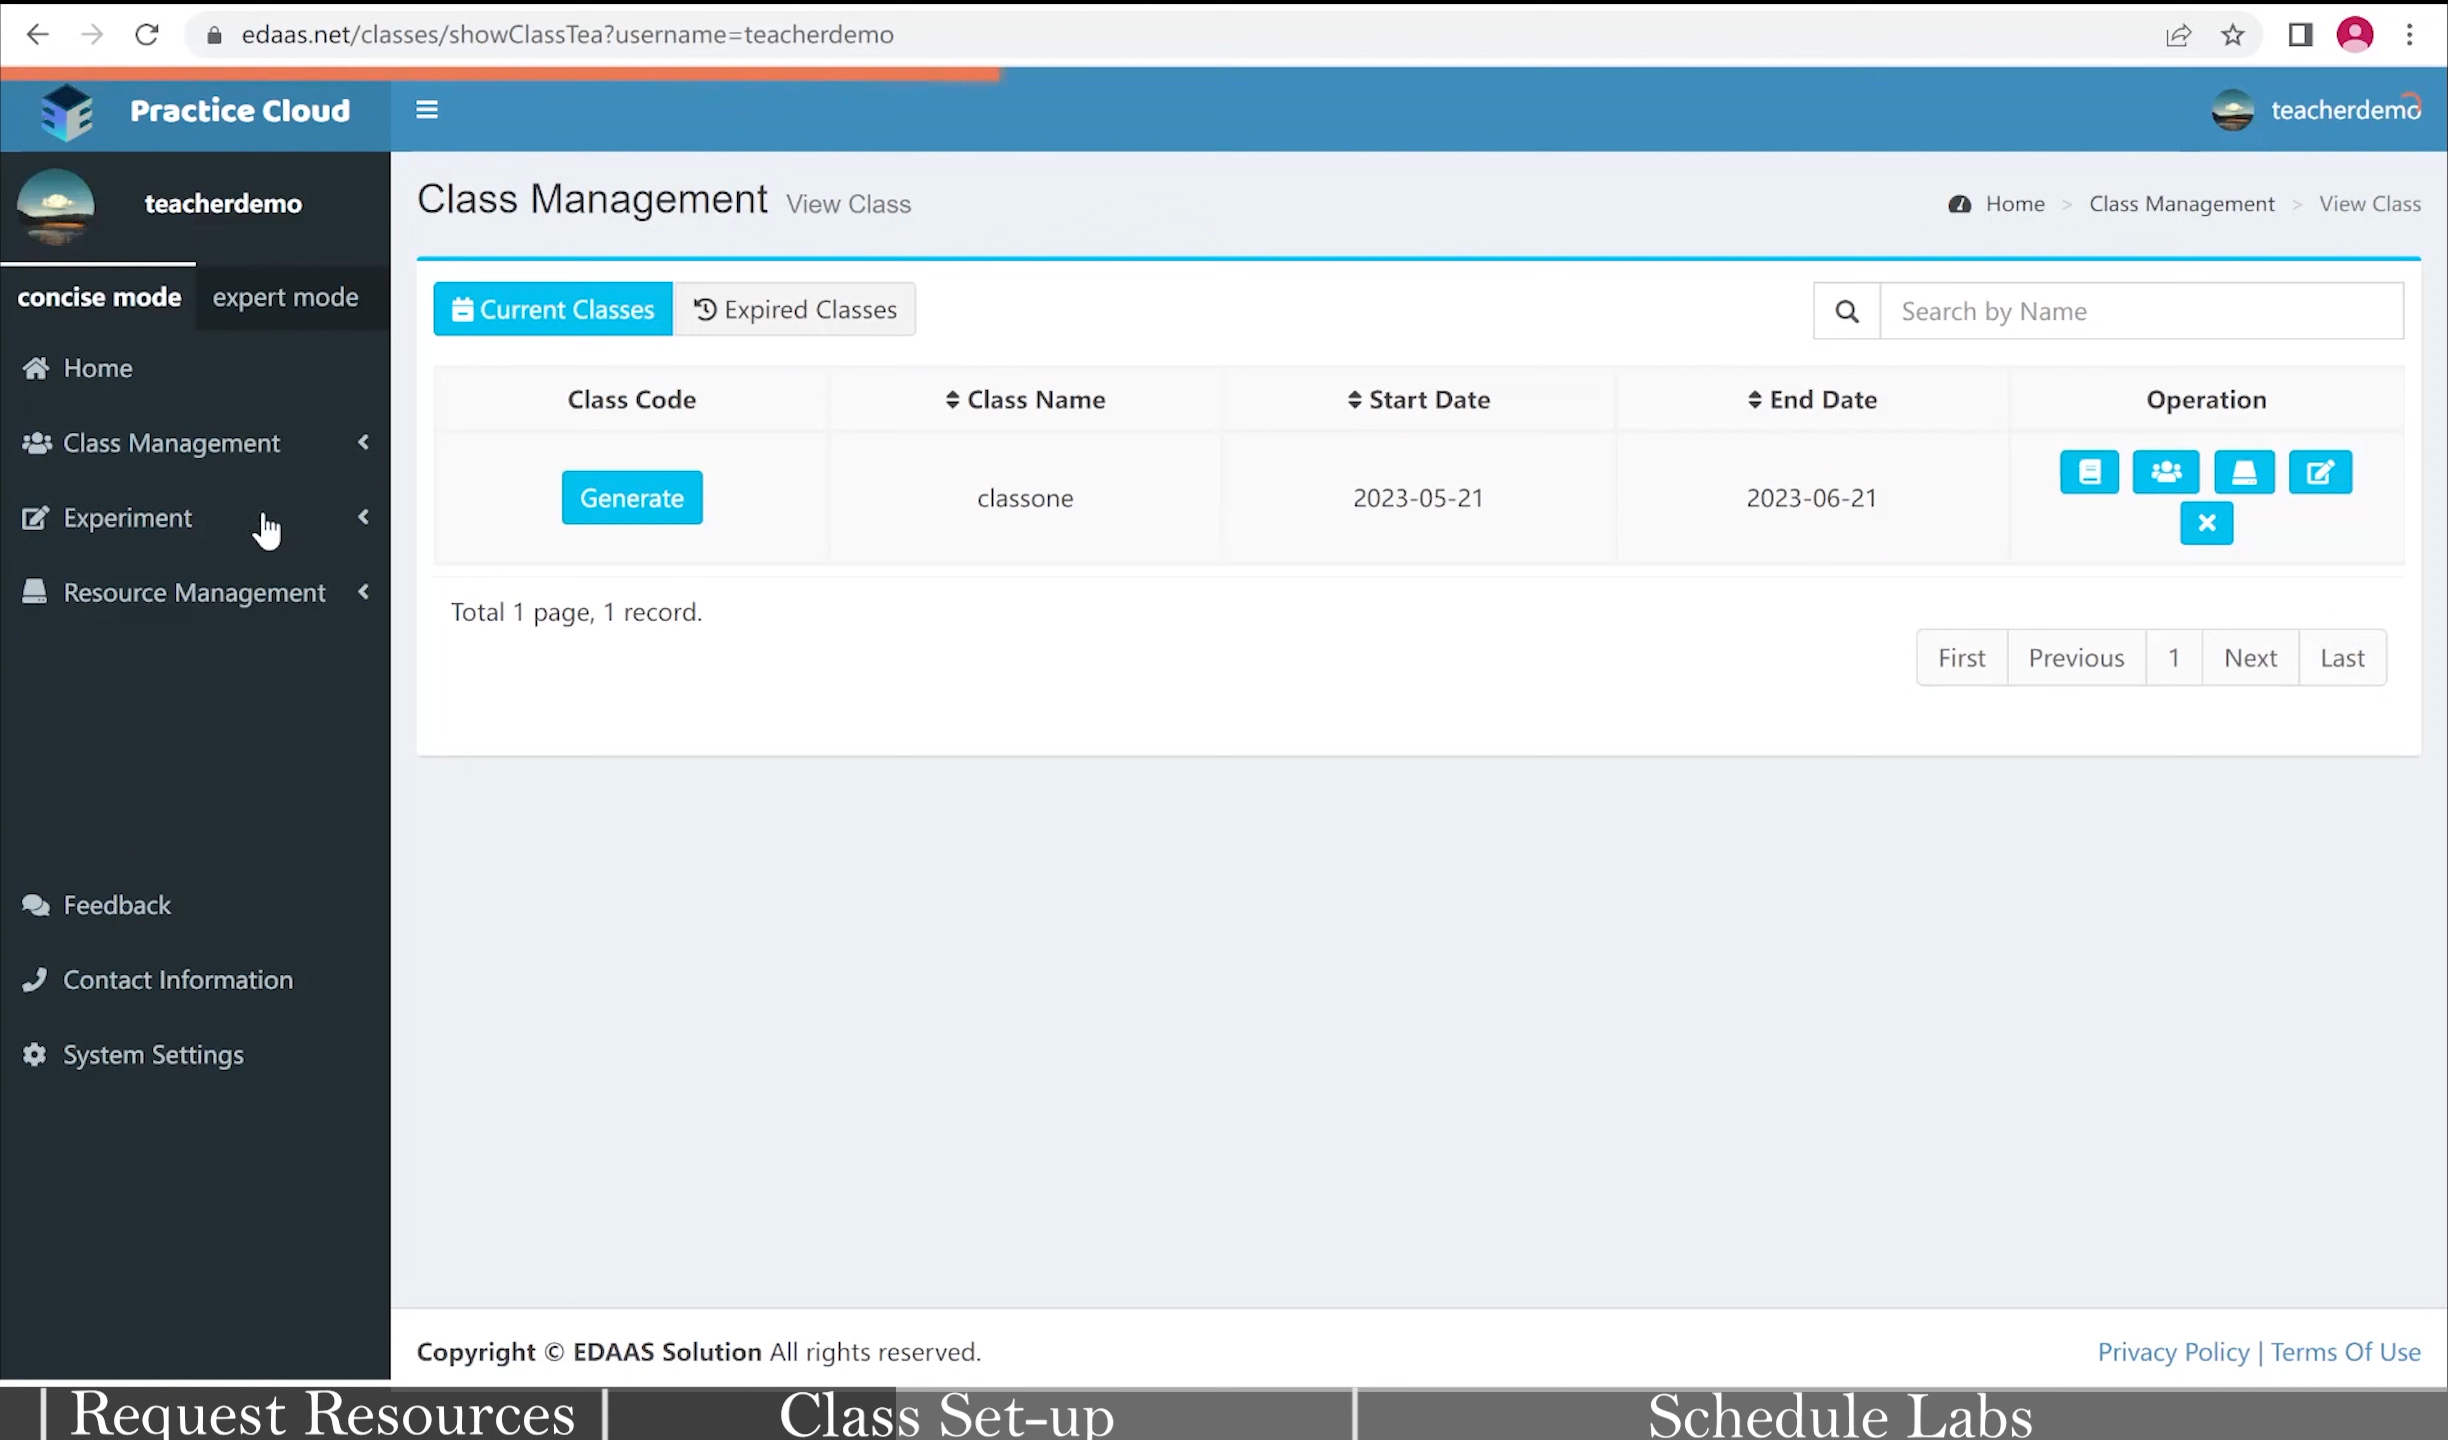 edaas.net/classes/showClassTea?username=teacherdemo
Practice Cloud
teacherdemo
teacherdemo
concise mode
expert mode
Home
Class Management
Experiment
Resource Management
Feedback
Contact Information
System Settings
Class Management View Class
Home > Class Management > View Class
Current Classes
Expired Classes
Search by Name
Class Code Class Name Start Date End Date Operation
Generate classone 2023-05-21 2023-06-21
Total 1 page, 1 record.
First Previous 1 Next Last
Copyright © EDAAS Solution All rights reserved.
Privacy Policy | Terms Of Use
| Request Resources | Class Set-up | Schedule Labs